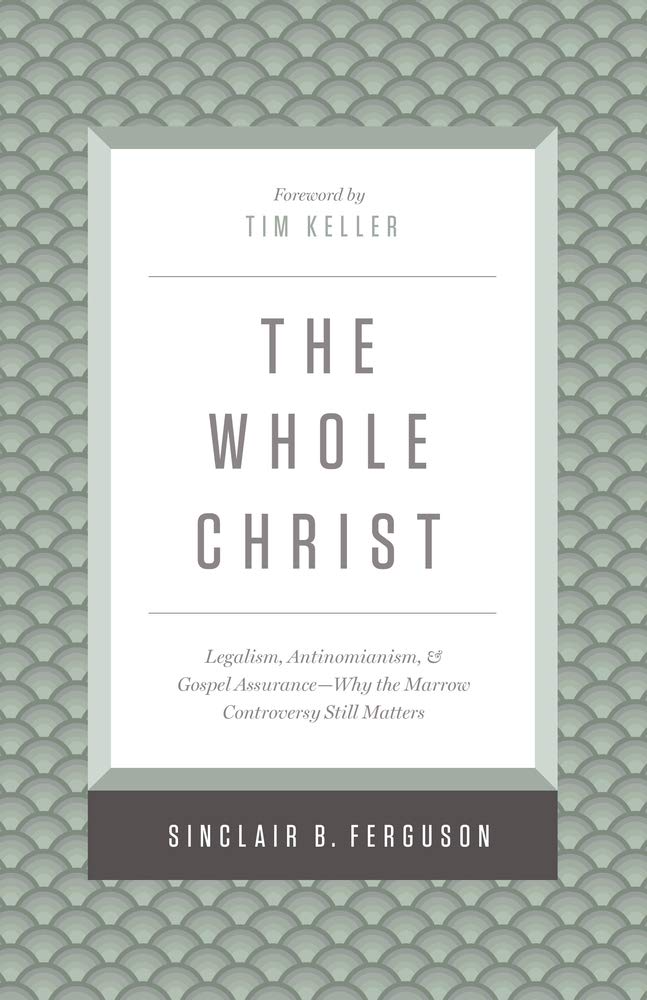 Foreword by
TIM KELLER
THE
WHOLE
CHRIST
Legalism, Antinomianism, &
Gospel Assurance—Why the Marrow
Controversy Still Matters
SINCLAIR B. FERGUSON